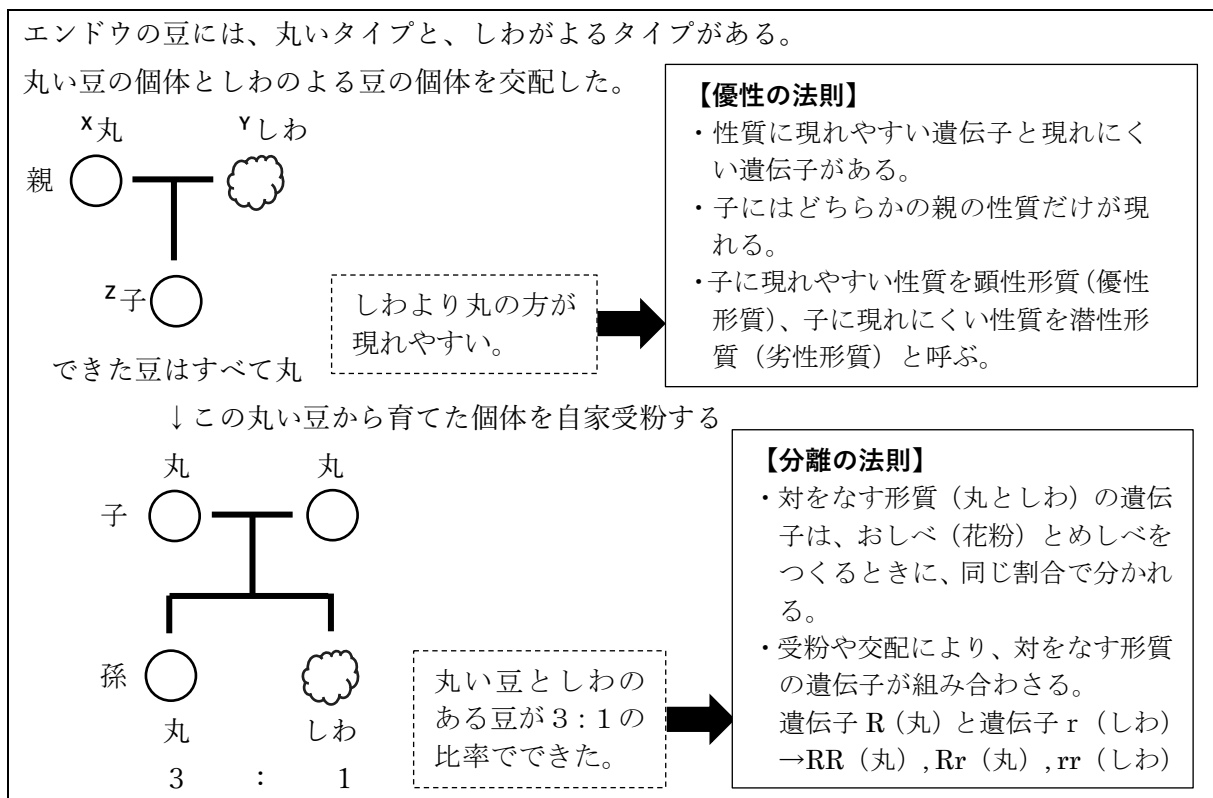 エンドウの豆には、丸いタイプと、しわがよるタイプがある。
丸い豆の個体としわのよる豆の個体を交配した。
X丸
Yしわ
親
Z子
できた豆はすべて丸
しわより丸の方が
現れやすい。
【優性の法則】
・性質に現れやすい遺伝子と現れにく
い遺伝子がある。
・子にはどちらかの親の性質だけが現
れる。
・子に現れやすい性質を顕性形質(優性
形質)、子に現れにくい性質を潜性形
質(劣性形質)と呼ぶ。
↓この丸い豆から育てた個体を自家受粉する
丸
丸
子
孫
丸
しわ
3 : 1
丸い豆としわの
ある豆が3:1の
比率でできた。
【分離の法則】
・対をなす形質(丸としわ)の遺伝
子は、おしべ(花粉)とめしべを
つくるときに、同じ割合で分かれ
る。
・受粉や交配により、対をなす形質
の遺伝子が組み合わさる。
遺伝子R(丸)と遺伝子r(しわ)
→RR(丸),Rr(丸),rr(しわ)